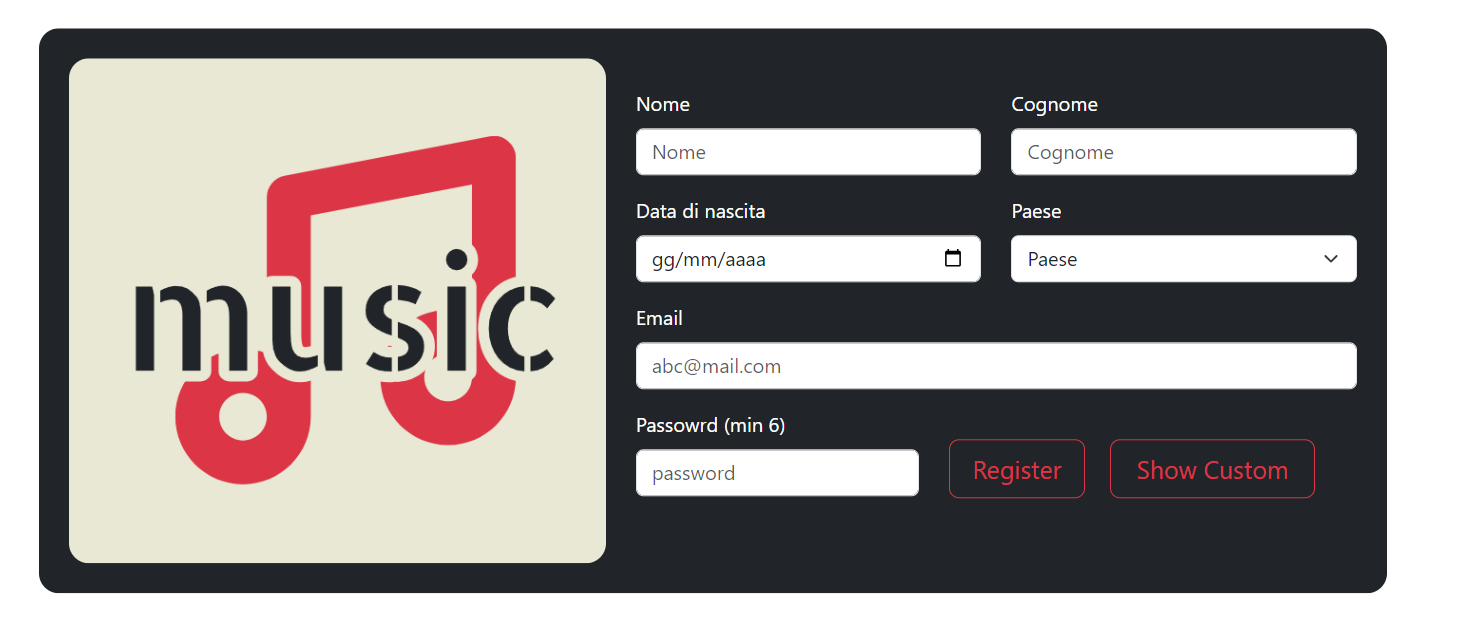 music
Nome Cognome
Nome Cognome
Data di nascita Paese
gg/mm/aaaa Paese
Email
abc@mail.com
Passowrd (min 6)
password Register Show Custom